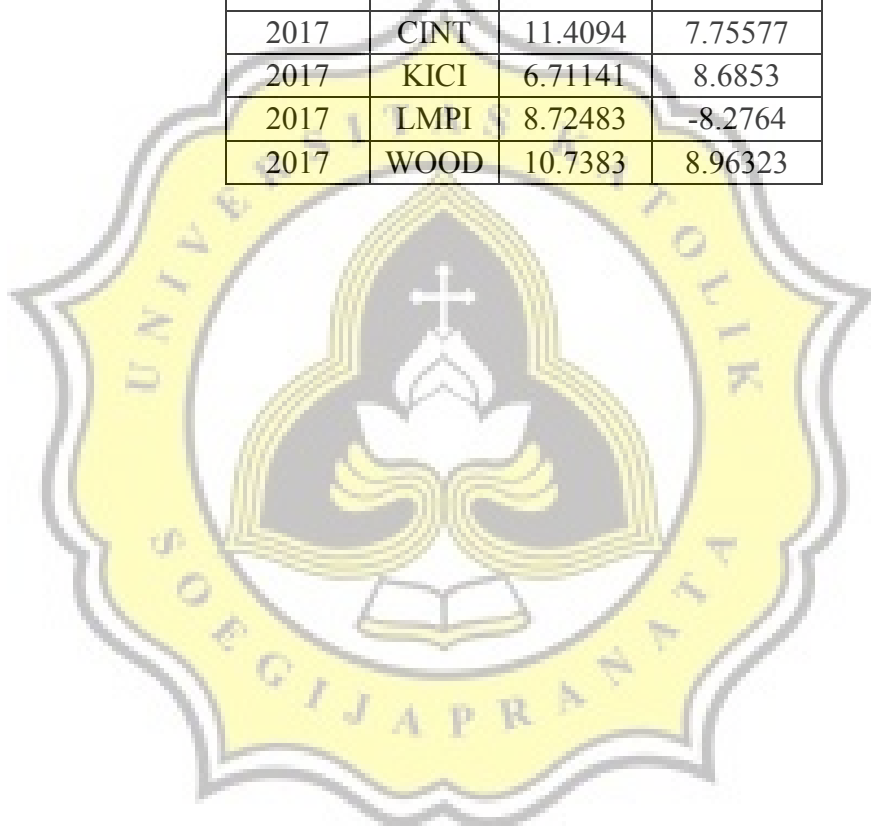 2017 CINT 11.4094 7.75577
2017 KICI 6.71141 8.6853
2017 LMPI 8.72483 -8.2764
2017 WOOD 10.7383 8.96323
UNIVERSITAS KATOLIK
SOEGIJAPRANATA